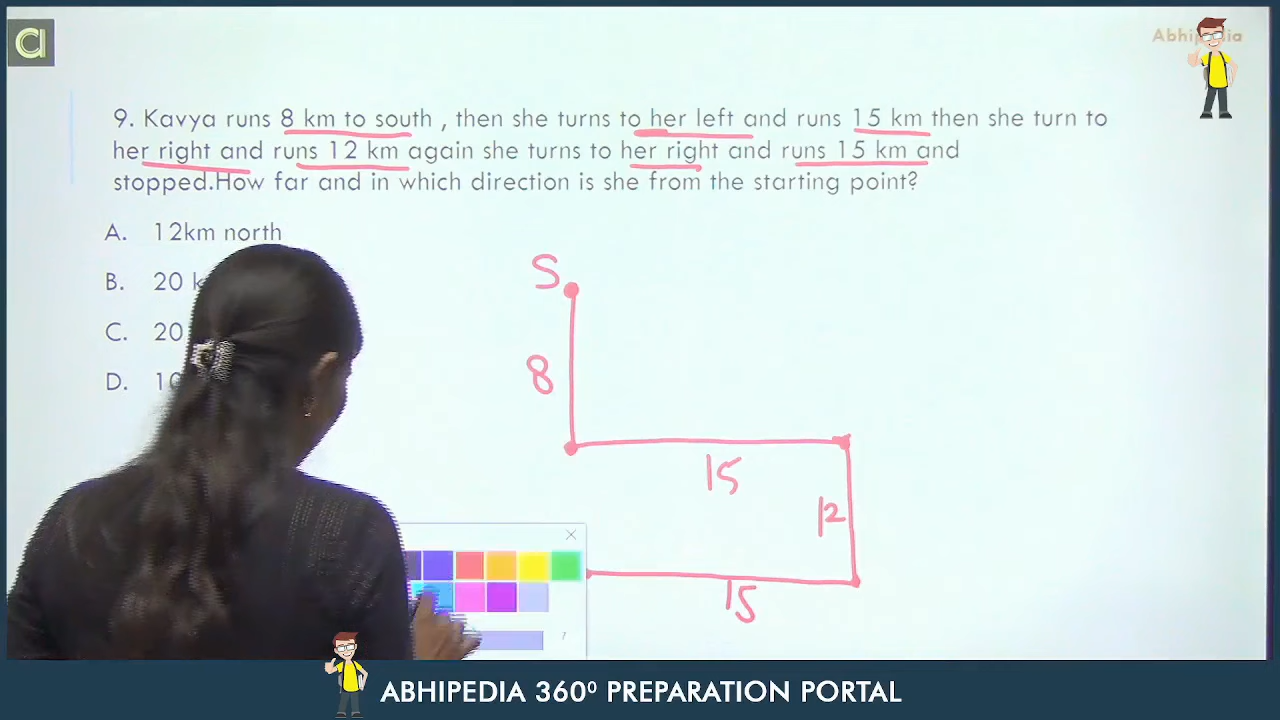 Abhipedia
9. Kavya runs 8 km to south , then she turns to her left and runs 15 km then she turn to
her right and runs 12 km again she turns to her right and runs 15 km and
stopped.How far and in which direction is she from the starting point?
A. 12km north
B. 20
C. 20
D.
S
8
15
12
15
ABHIPEDIA 360⁰ PREPARATION PORTAL